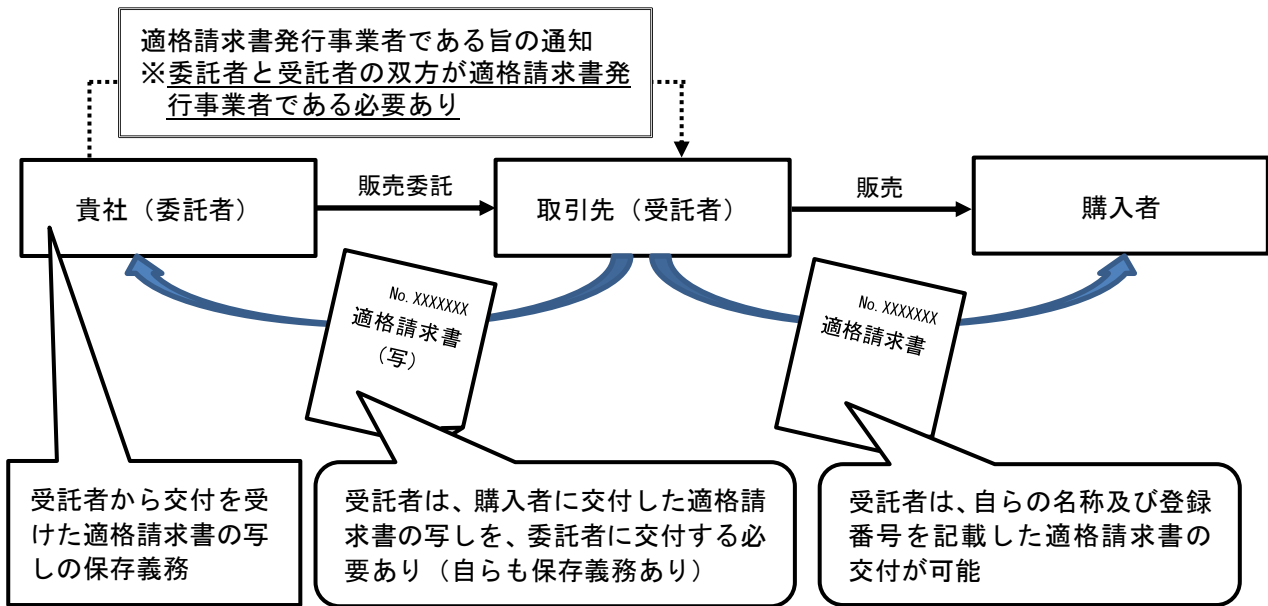 適格請求書発行事業者である旨の通知
※委託者と受託者の双方が適格請求書発
行事業者である必要あり
貴社(委託者)
販売委託
取引先(受託者)
販売
購入者
No. XXXXXXX
適格請求書
(写)
No. XXXXXXX
適格請求書
受託者から交付を受
けた適格請求書の写
しの保存義務
受託者は、購入者に交付した適格請
求書の写しを、委託者に交付する必
要あり(自らも保存義務あり)
受託者は、自らの名称及び登録
番号を記載した適格請求書の
交付が可能